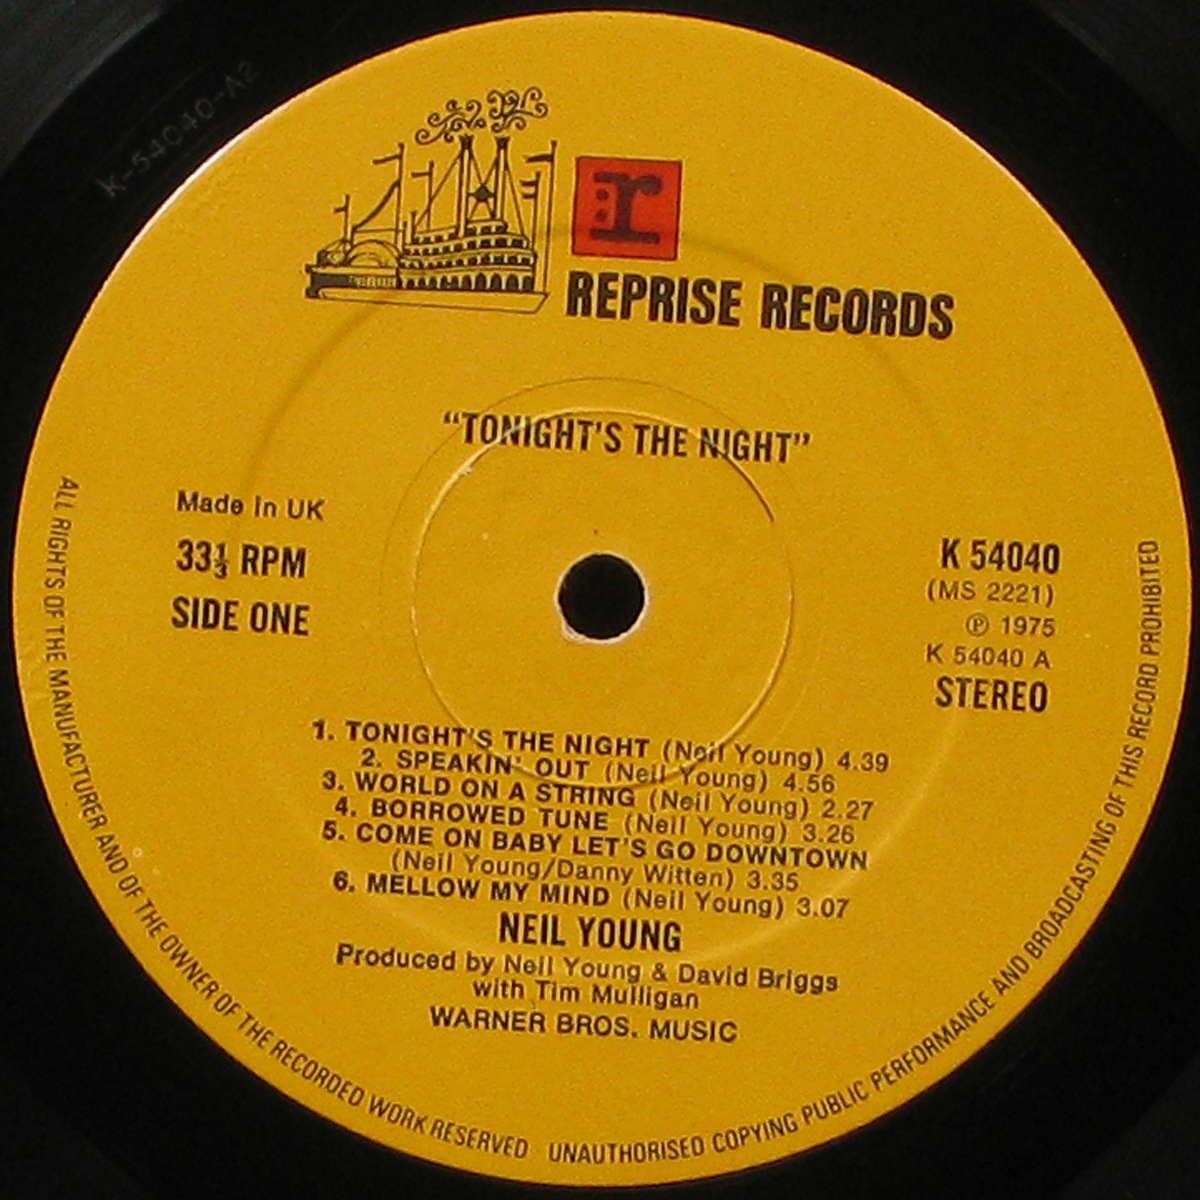 K-54040-A2
r
REPRISE RECORDS
“TONIGHT'S THE NIGHT”
Made in UK
33⅓ RPM
SIDE ONE
K 54040
(MS 2221)
℗ 1975
K 54040 A
STEREO
1. TONIGHT'S THE NIGHT (Neil Young) 4.39
2. SPEAKIN' OUT (Neil Young) 4.56
3. WORLD ON A STRING (Neil Young) 2.27
4. BORROWED TUNE (Neil Young) 3.26
5. COME ON BABY LET'S GO DOWNTOWN
(Neil Young/Danny Witten) 3.35
6. MELLOW MY MIND (Neil Young) 3.07
NEIL YOUNG
Produced by Neil Young & David Briggs
with Tim Mulligan
WARNER BROS. MUSIC
ALL RIGHTS OF THE MANUFACTURER AND OF THE OWNER OF THE RECORDED WORK RESERVED UNAUTHORISED COPYING PUBLIC PERFORMANCE AND BROADCASTING OF THIS RECORD PROHIBITED